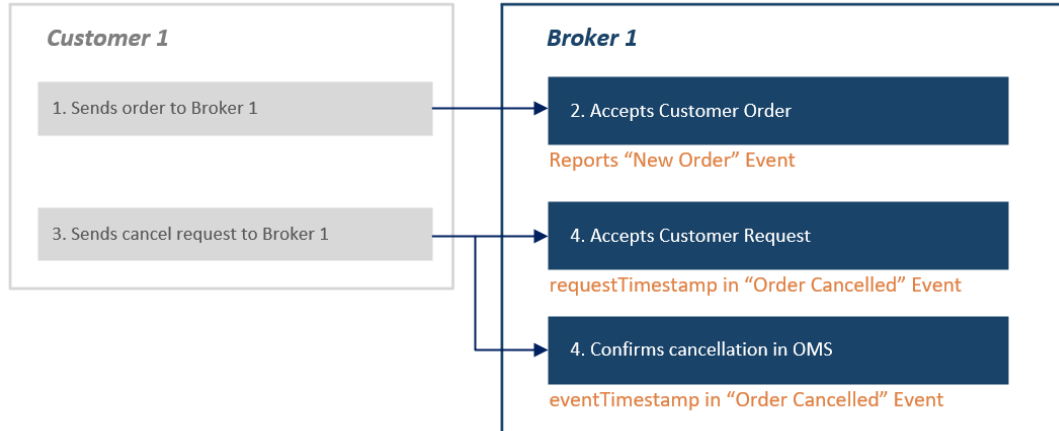 Customer 1
Broker 1
1. Sends order to Broker 1
2. Accepts Customer Order
Reports “New Order” Event
3. Sends cancel request to Broker 1
4. Accepts Customer Request
requestTimestamp in “Order Cancelled” Event
4. Confirms cancellation in OMS
eventTimestamp in “Order Cancelled” Event